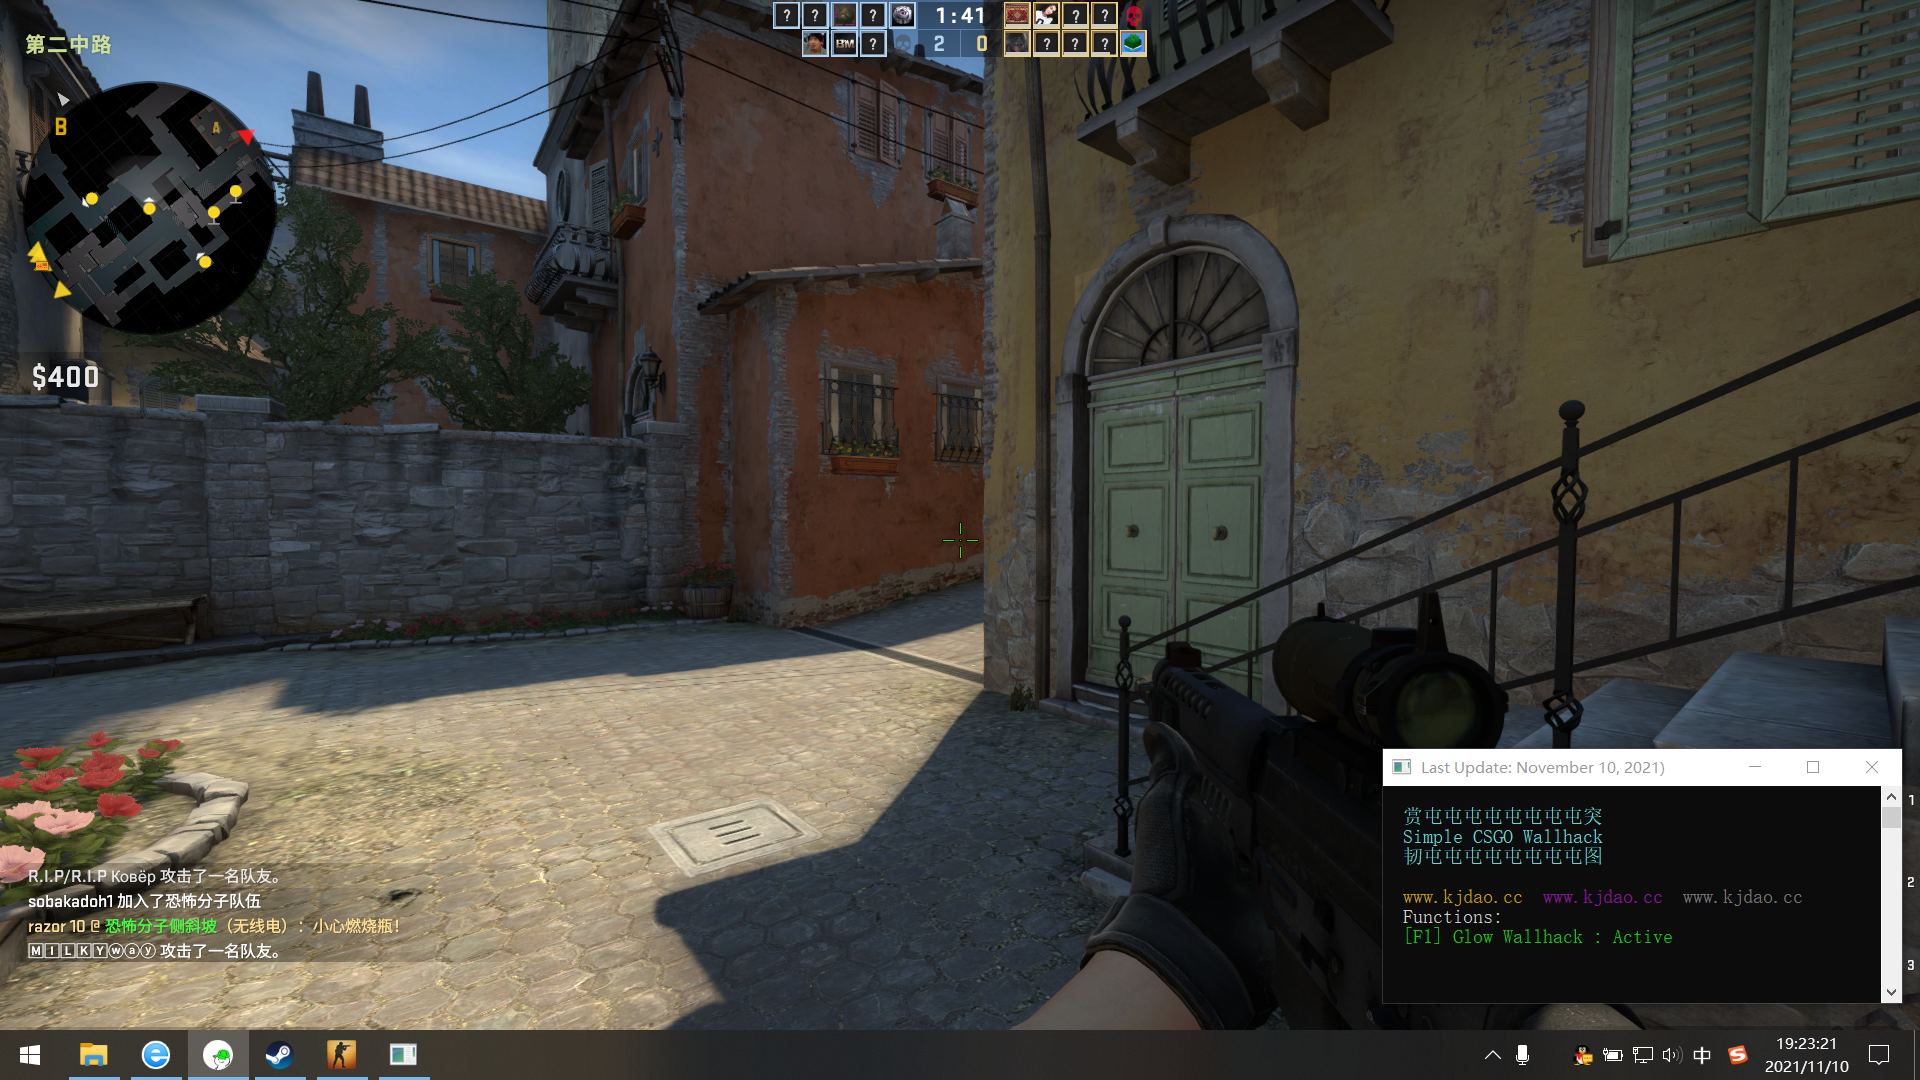 第二中路
? ? ?
1:41
? ?
BM ?
2 0
? ? ?
B
A
$400
R.I.P/R.I.P Ковёр 攻击了一名队友。
sobakadoh1 加入了恐怖分子队伍
razor 10 @ 恐怖分子侧斜坡（无线电）：小心燃烧瓶！
🄼🄸🄻🄺🅈ⓦⓐⓨ 攻击了一名队友。
Last Update: November 10, 2021)
赏屯屯屯屯屯屯屯屯突
Simple CSGO Wallhack
韧屯屯屯屯屯屯屯屯图
www.kjdao.cc www.kjdao.cc www.kjdao.cc
Functions:
[F1] Glow Wallhack : Active
1
2
3
中
19:23:21
2021/11/10